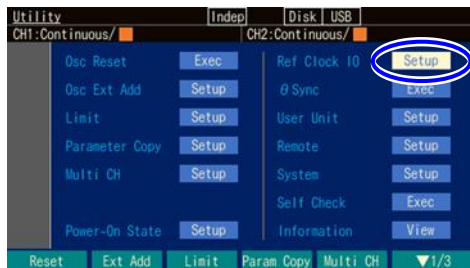 Utility Indep Disk USB
CH1:Continuous/ CH2:Continuous/
Osc Reset Exec Ref Clock IO Setup
Osc Ext Add Setup θSync Exec
Limit Setup User Unit Setup
Parameter Copy Setup Remote Setup
Multi CH Setup System Setup
Self Check Exec
Power-On State Setup Information View
Reset Ext Add Limit Param Copy Multi CH ▼1/3